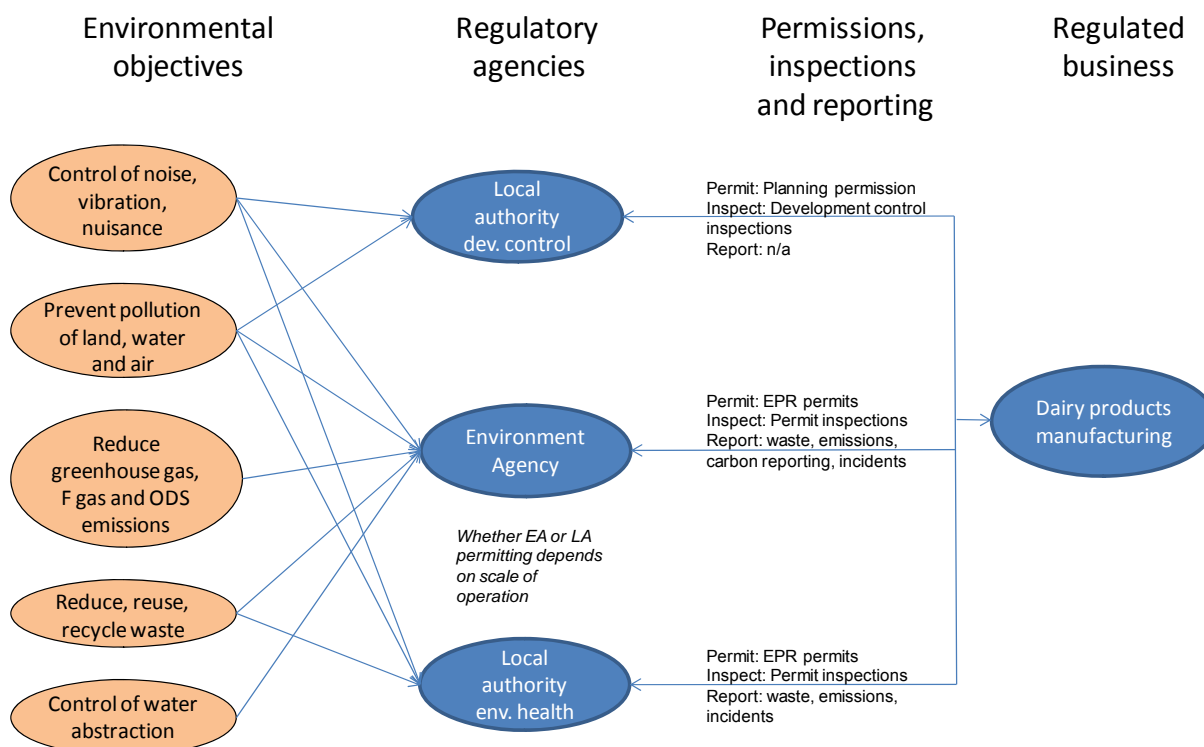 Environmental
objectives
Regulatory
agencies
Permissions,
inspections
and reporting
Regulated
business
Control of noise,
vibration,
nuisance
Prevent pollution
of land, water
and air
Reduce
greenhouse gas,
F gas and ODS
emissions
Reduce, reuse,
recycle waste
Control of water
abstraction
Local
authority
dev. control
Environment
Agency
Whether EA or LA
permitting depends
on scale of
operation
Local
authority
env. health
Permit: Planning permission
Inspect: Development control
inspections
Report: n/a
Permit: EPR permits
Inspect: Permit inspections
Report: waste, emissions,
carbon reporting, incidents
Permit: EPR permits
Inspect: Permit inspections
Report: waste, emissions,
incidents
Dairy products
manufacturing